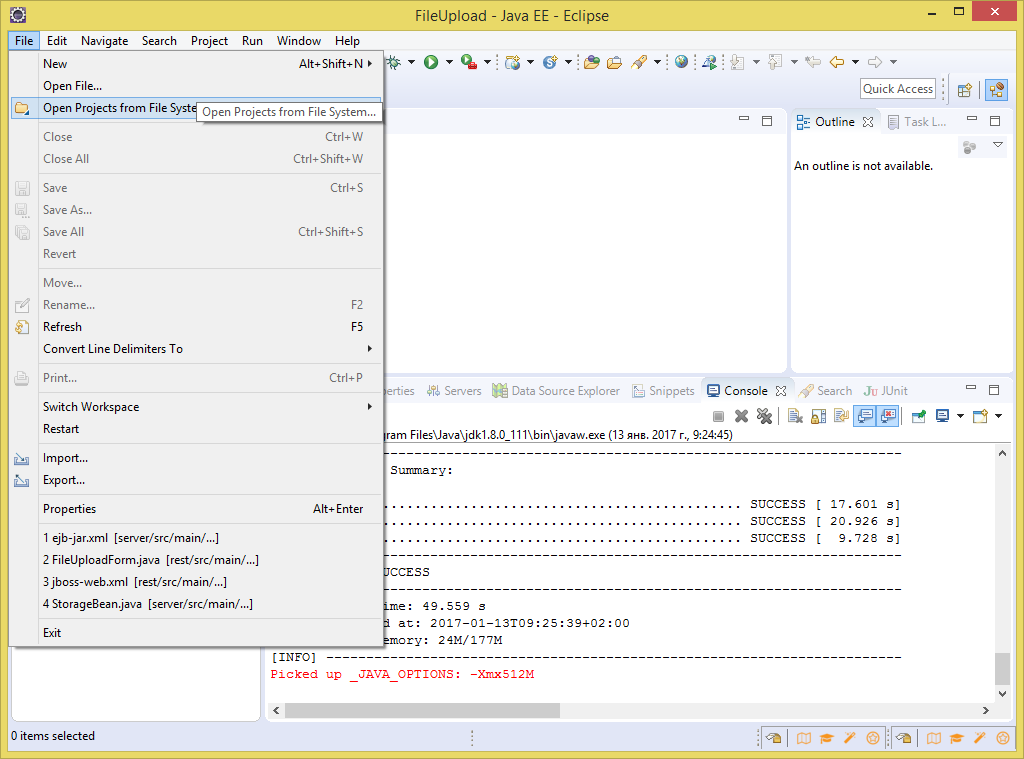 FileUpload - Java EE - Eclipse
File Edit Navigate Search Project Run Window Help
Quick Access
New Alt+Shift+N
Open File...
Open Projects from File Syste
Open Projects from File System...
Close Ctrl+W
Close All Ctrl+Shift+W
Save Ctrl+S
Save As...
Save All Ctrl+Shift+S
Revert
Move...
Rename... F2
Refresh F5
Convert Line Delimiters To
Print... Ctrl+P
Switch Workspace
Restart
Import...
Export...
Properties Alt+Enter
1 ejb-jar.xml [server/src/main/...]
2 FileUploadForm.java [rest/src/main/...]
3 jboss-web.xml [rest/src/main/...]
4 StorageBean.java [server/src/main/...]
Exit
Outline Task L...
An outline is not available.
erties Servers Data Source Explorer Snippets Console Search JUnit
gram Files\Java\jdk1.8.0_111\bin\javaw.exe (13 янв. 2017 г., 9:24:45)
------------------------------------------------------------------------
Summary:
............................................. SUCCESS [ 17.601 s]
............................................. SUCCESS [ 20.926 s]
............................................. SUCCESS [  9.728 s]
------------------------------------------------------------------------
UCCESS
------------------------------------------------------------------------
ime: 49.559 s
d at: 2017-01-13T09:25:39+02:00
emory: 24M/177M
[INFO] ------------------------------------------------------------------------
Picked up _JAVA_OPTIONS: -Xmx512M
0 items selected